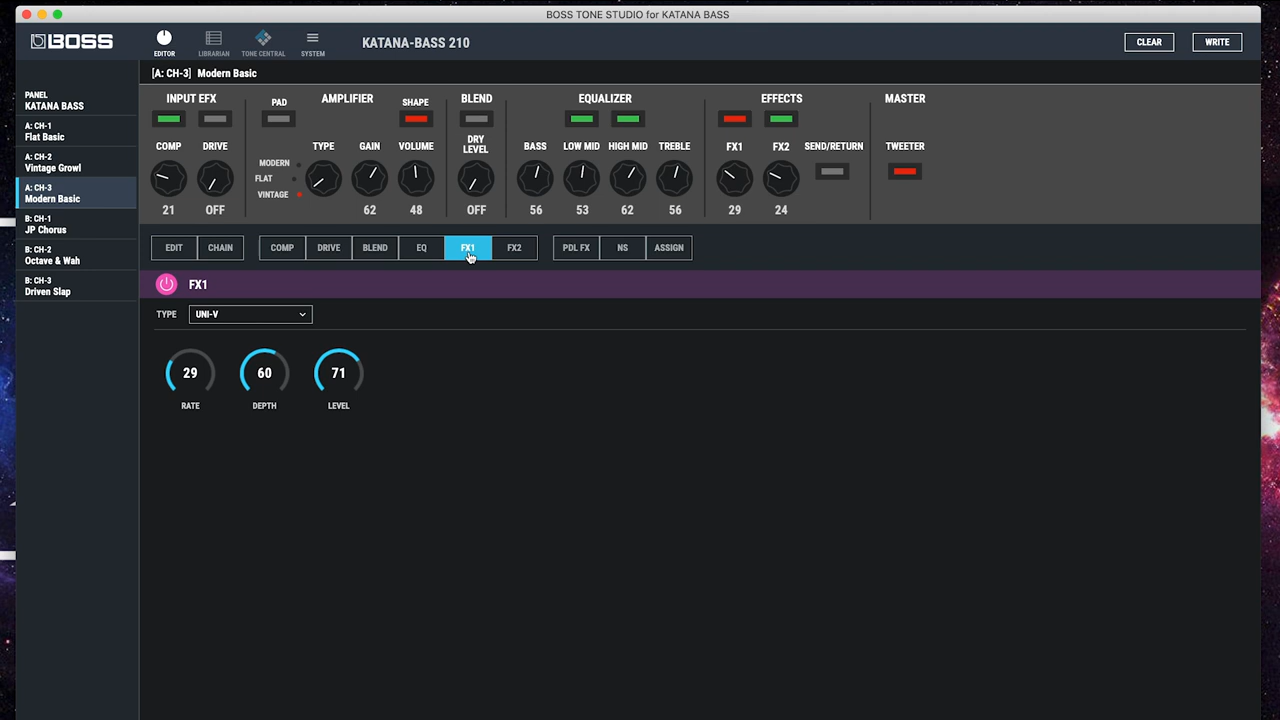 BOSS TONE STUDIO for KATANA BASS
BOSS
EDITOR
LIBRARIAN
TONE CENTRAL
SYSTEM
KATANA-BASS 210
CLEAR
WRITE
[A: CH-3] Modern Basic
PANEL
KATANA BASS
A: CH-1
Flat Basic
A: CH-2
Vintage Growl
A: CH-3
Modern Basic
B: CH-1
JP Chorus
B: CH-2
Octave & Wah
B: CH-3
Driven Slap
INPUT EFX
COMP
DRIVE
21
OFF
AMPLIFIER
PAD
SHAPE
MODERN
FLAT
VINTAGE
TYPE
GAIN
VOLUME
62
48
BLEND
DRY
LEVEL
OFF
EQUALIZER
BASS
LOW MID
HIGH MID
TREBLE
56
53
62
56
EFFECTS
FX1
FX2
SEND/RETURN
29
24
MASTER
TWEETER
EDIT
CHAIN
COMP
DRIVE
BLEND
EQ
FX1
FX2
PDL FX
NS
ASSIGN
FX1
TYPE
UNI-V
29
60
71
RATE
DEPTH
LEVEL